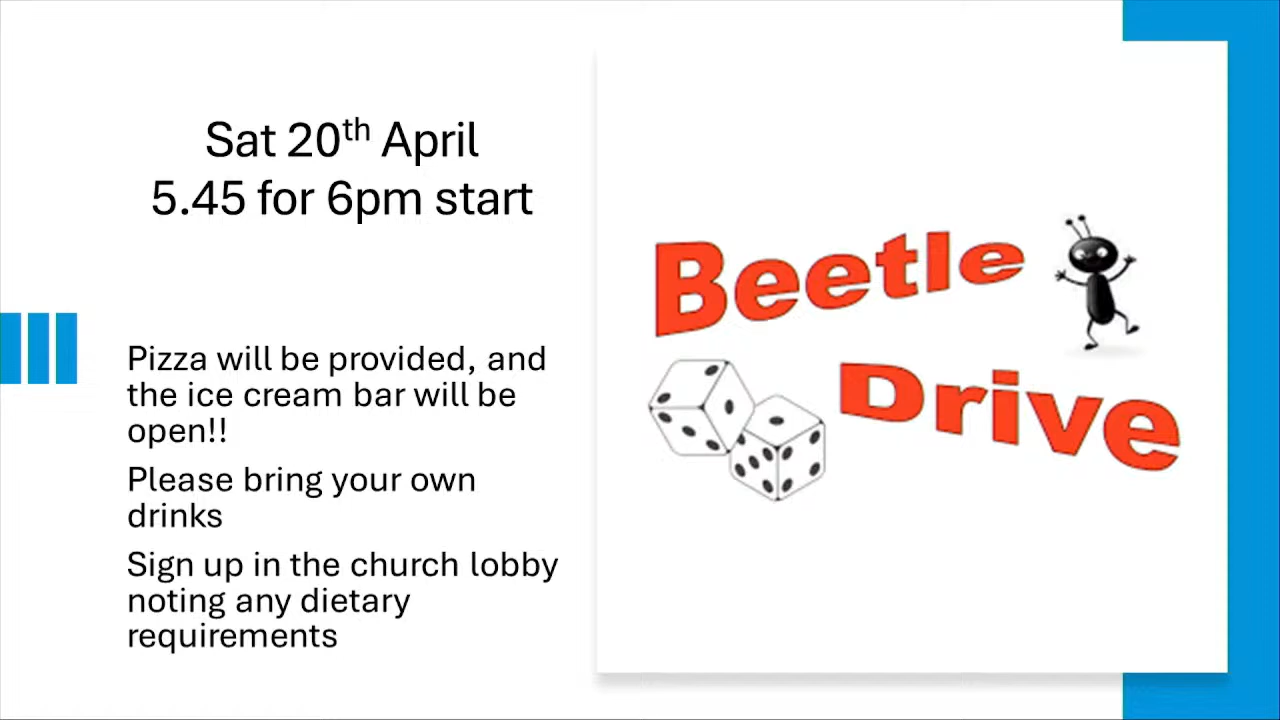 Sat 20th April
5.45 for 6pm start
Pizza will be provided, and
the ice cream bar will be
open!!
Please bring your own
drinks
Sign up in the church lobby
noting any dietary
requirements
Beetle
Drive